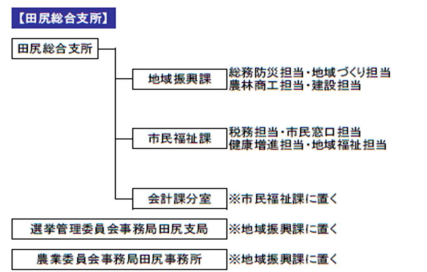 【田尻総合支所】
田尻総合支所
地域振興課
総務防災担当・地域づくり担当
農林商工担当・建設担当
市民福祉課
税務担当・市民窓口担当
健康増進担当・地域福祉担当
会計課分室
※市民福祉課に置く
選挙管理委員会事務局田尻支局
※地域振興課に置く
農業委員会事務局田尻事務所
※地域振興課に置く